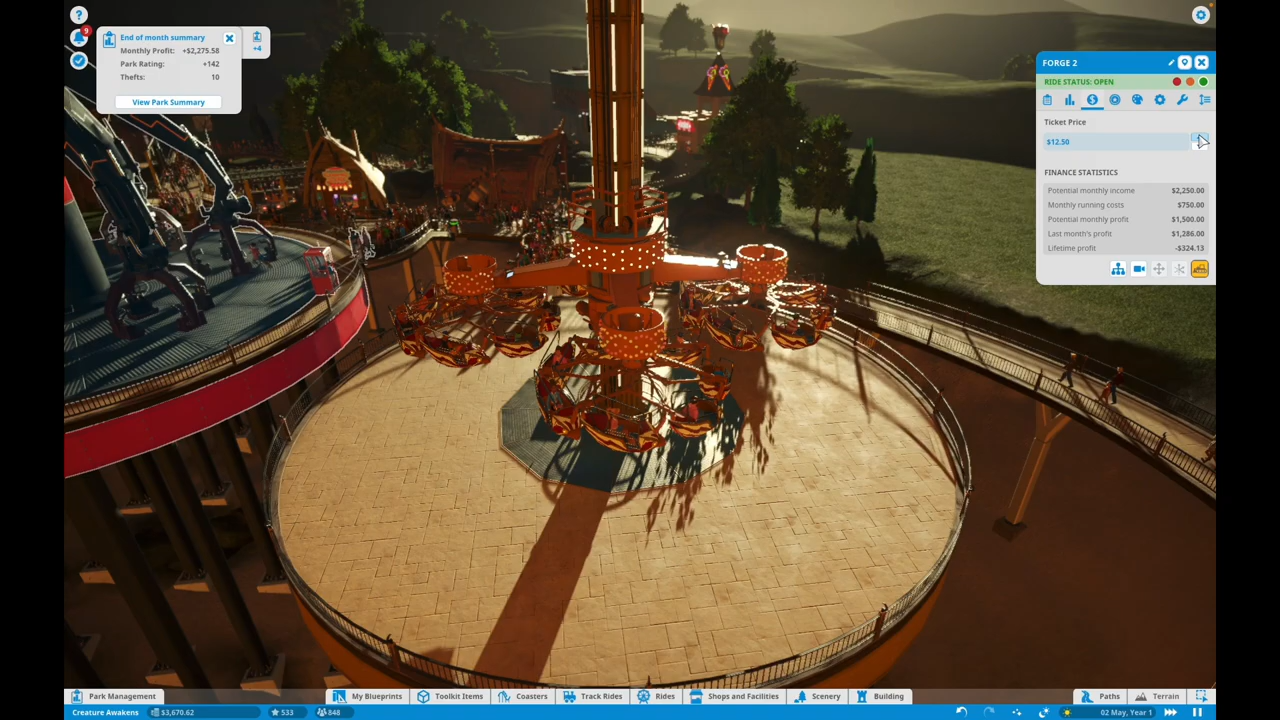 ?
9
End of month summary
Monthly Profit: +$2,275.58
Park Rating: +142
Thefts: 10
View Park Summary
+4
FORGE 2
RIDE STATUS: OPEN
Ticket Price
$12.50
FINANCE STATISTICS
Potential monthly income $2,250.00
Monthly running costs $750.00
Potential monthly profit $1,500.00
Last month's profit $1,286.00
Lifetime profit -$324.13
Park Management
My Blueprints
Toolkit Items
Coasters
Track Rides
Rides
Shops and Facilities
Scenery
Building
Paths
Terrain
Creature Awakens
$3,670.62
533
848
02 May, Year 1